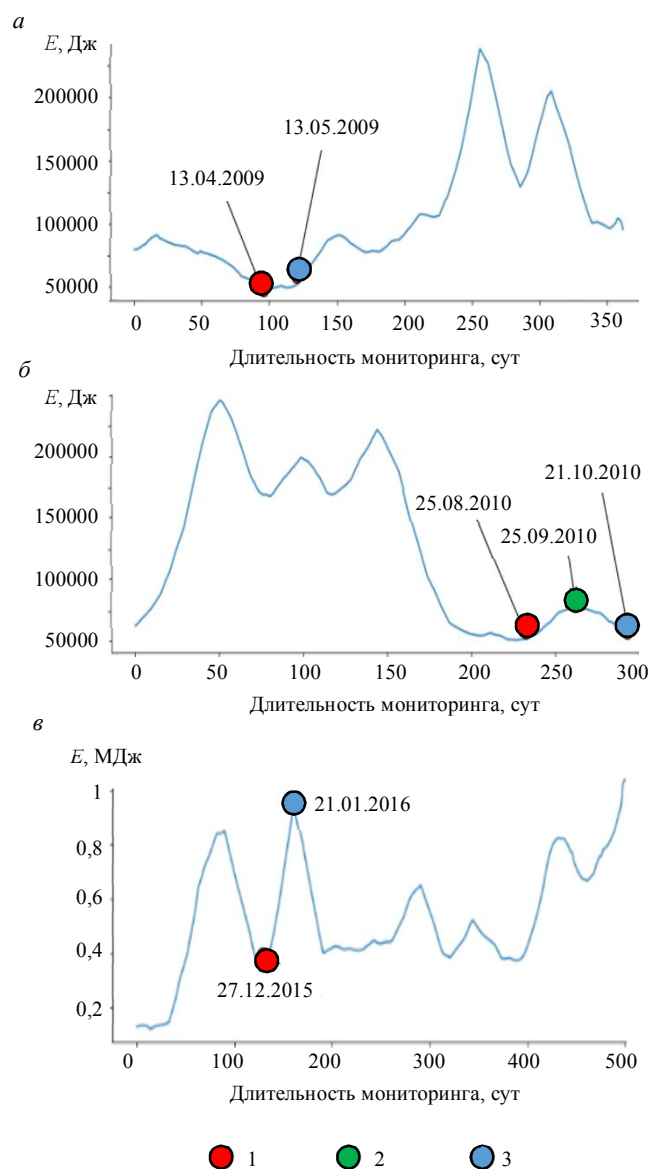 а
E, Дж
200000
150000
100000
50000
13.04.2009
13.05.2009
0 50 100 150 200 250 300 350
Длительность мониторинга, сут
б
E, Дж
200000
150000
100000
50000
25.08.2010
25.09.2010
21.10.2010
0 50 100 150 200 250 300
Длительность мониторинга, сут
в
E, МДж
1
0,8
0,6
0,4
0,2
21.01.2016
27.12.2015
0 100 200 300 400 500
Длительность мониторинга, сут
1 2 3